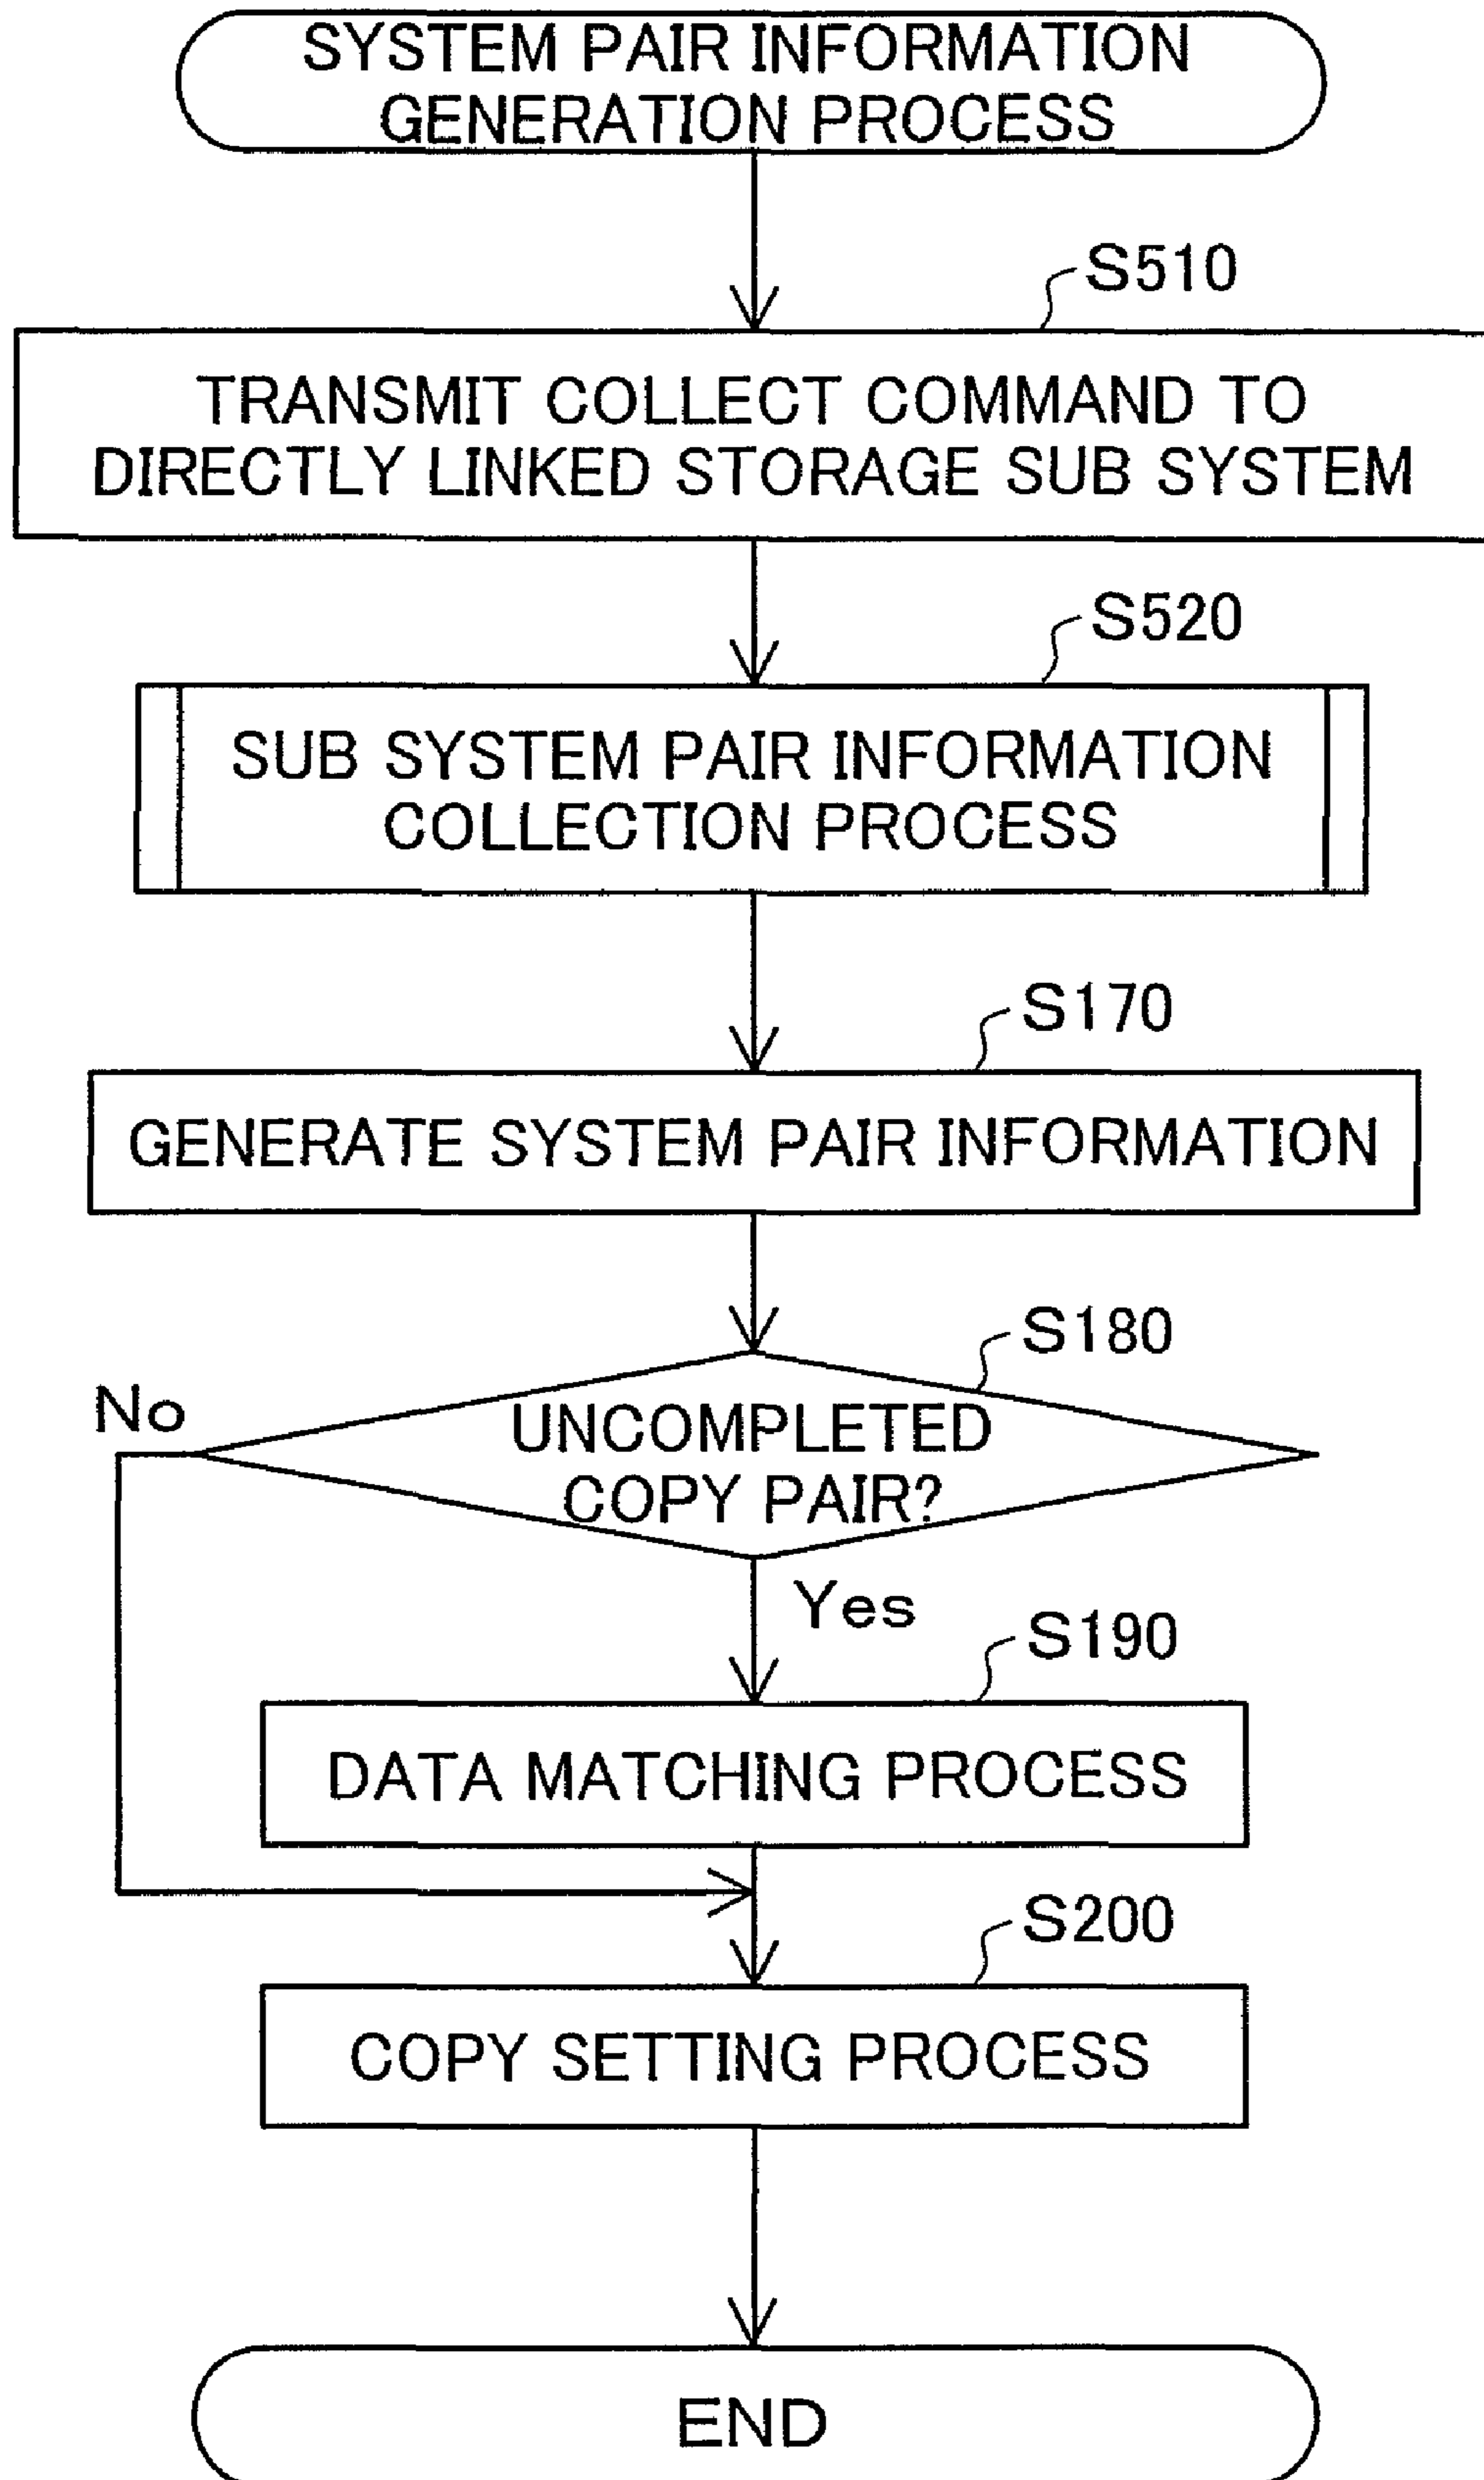 SYSTEM PAIR INFORMATION
GENERATION PROCESS
S510
TRANSMIT COLLECT COMMAND TO
DIRECTLY LINKED STORAGE SUB SYSTEM
S520
SUB SYSTEM PAIR INFORMATION
COLLECTION PROCESS
S170
GENERATE SYSTEM PAIR INFORMATION
S180
No
UNCOMPLETED
COPY PAIR?
Yes
S190
DATA MATCHING PROCESS
S200
COPY SETTING PROCESS
END